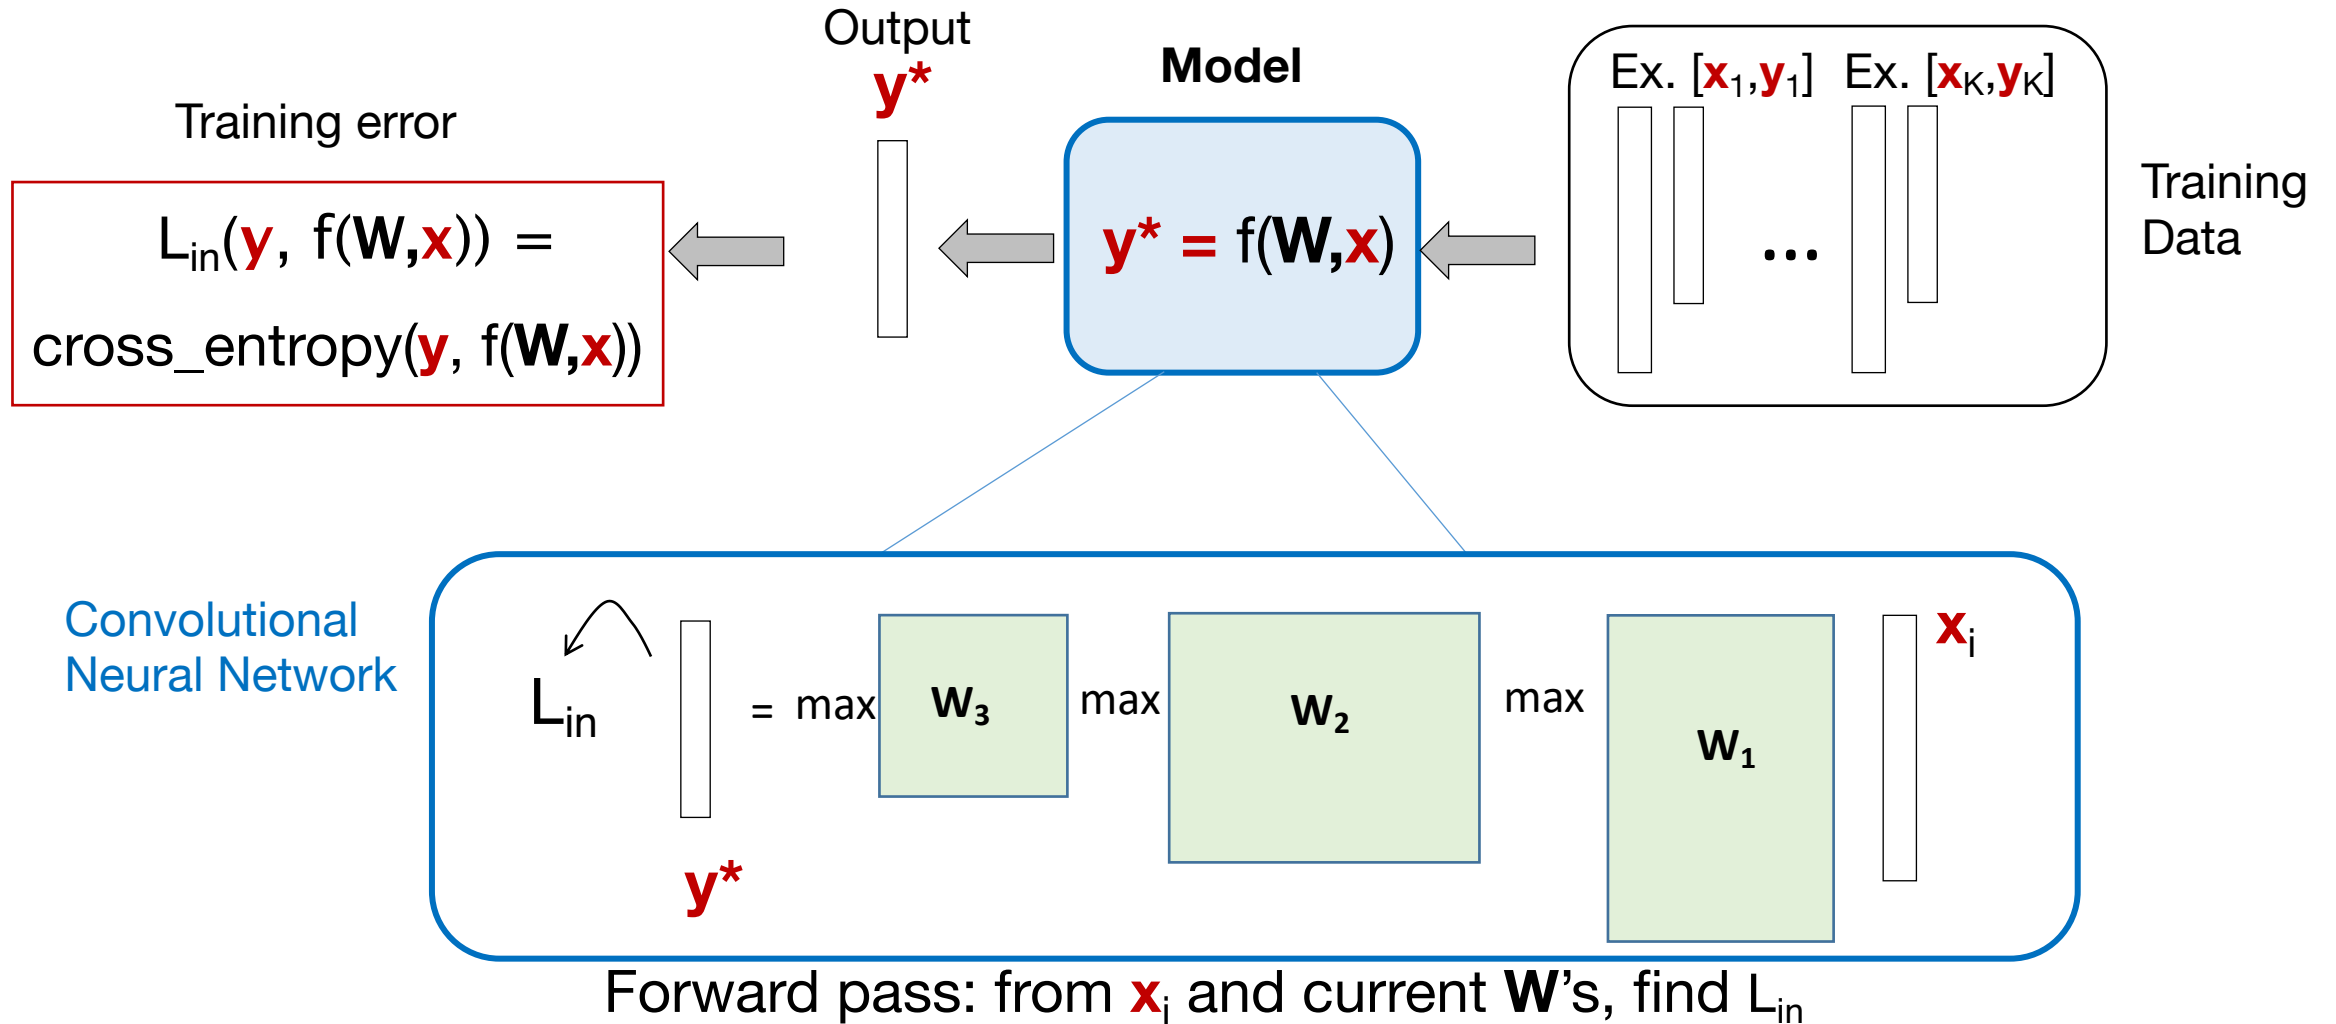 Output
y*
Model
Ex. [x1,y1] Ex. [xK,yK]
Training error
Training
Data
Lin(y, f(W,x)) =
cross_entropy(y, f(W,x))
y* = f(W,x)
...
Convolutional
Neural Network
Lin
= max W3 max W2 max W1
xi
y*
Forward pass: from xi and current W's, find Lin